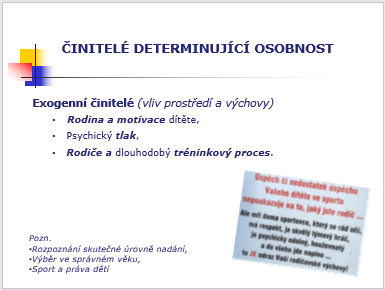 ČINITELÉ DETERMINUJÍCÍ OSOBNOST
Exogenní činitelé (vliv prostředí a výchovy)
• Rodina a motivace dítěte,
• Psychický tlak,
• Rodiče a dlouhodobý tréninkový proces.
Úspěch či nedostatek úspěchu
Vašeho dítěte ve sportu
nepoukazuje na to, jaký jste rodič ...
Ale mít doma sportovce, který se rád učí,
má respekt, je skvělý týmový hráč,
je psychicky odolný, houževnatý
a do všeho jde naplno ...
to JE odraz Vaší rodičovské výchovy!
Pozn.
•Rozpoznání skutečné úrovně nadání,
•Výběr ve správném věku,
•Sport a práva dětí